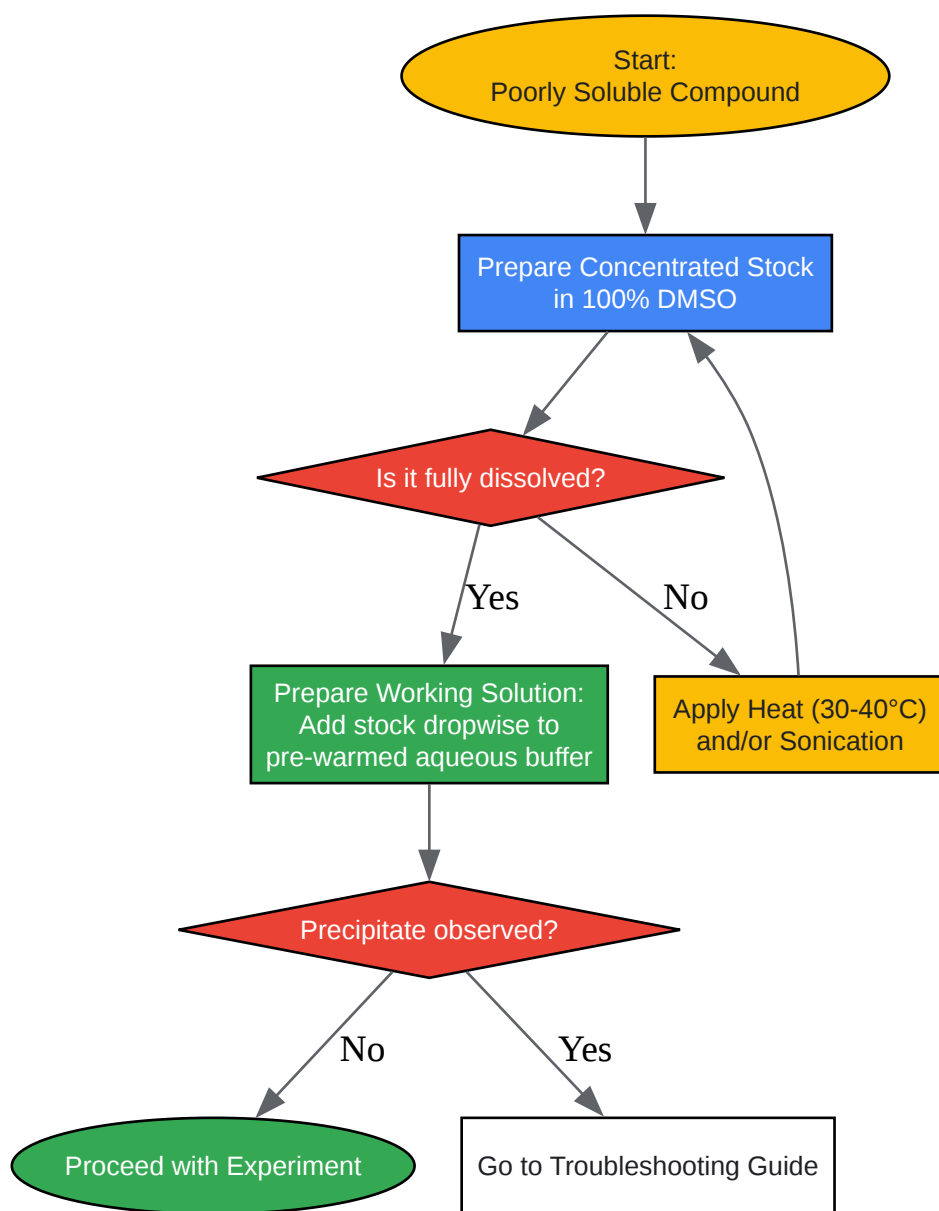 Start:
Poorly Soluble Compound
Prepare Concentrated Stock
in 100% DMSO
Is it fully dissolved?
Yes
No
Prepare Working Solution:
Add stock dropwise to
pre-warmed aqueous buffer
Apply Heat (30-40°C)
and/or Sonication
Precipitate observed?
No
Yes
Proceed with Experiment
Go to Troubleshooting Guide